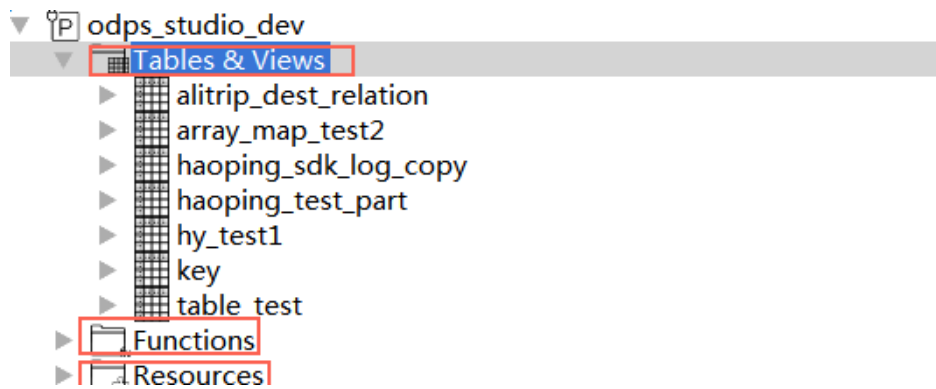 odps_studio_dev
Tables & Views
alitrip_dest_relation
array_map_test2
haoping_sdk_log_copy
haoping_test_part
hy_test1
key
table_test
Functions
Resources